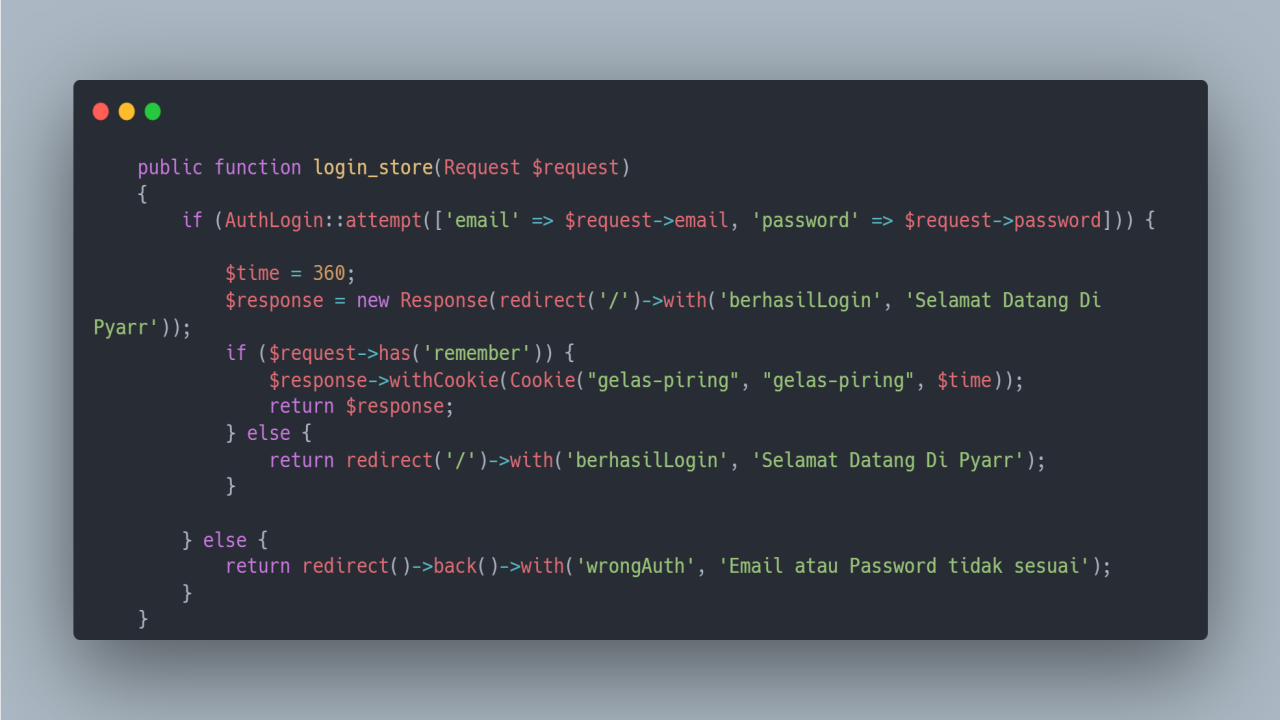 public function login_store(Request $request)
{
if (AuthLogin::attempt(['email' => $request->email, 'password' => $request->password])) {
$time = 360;
$response = new Response(redirect('/')->with('berhasilLogin', 'Selamat Datang Di
Pyarr'));
if ($request->has('remember')) {
$response->withCookie(Cookie("gelas-piring", "gelas-piring", $time));
return $response;
} else {
return redirect('/')->with('berhasilLogin', 'Selamat Datang Di Pyarr');
}
} else {
return redirect()->back()->with('wrongAuth', 'Email atau Password tidak sesuai');
}
}